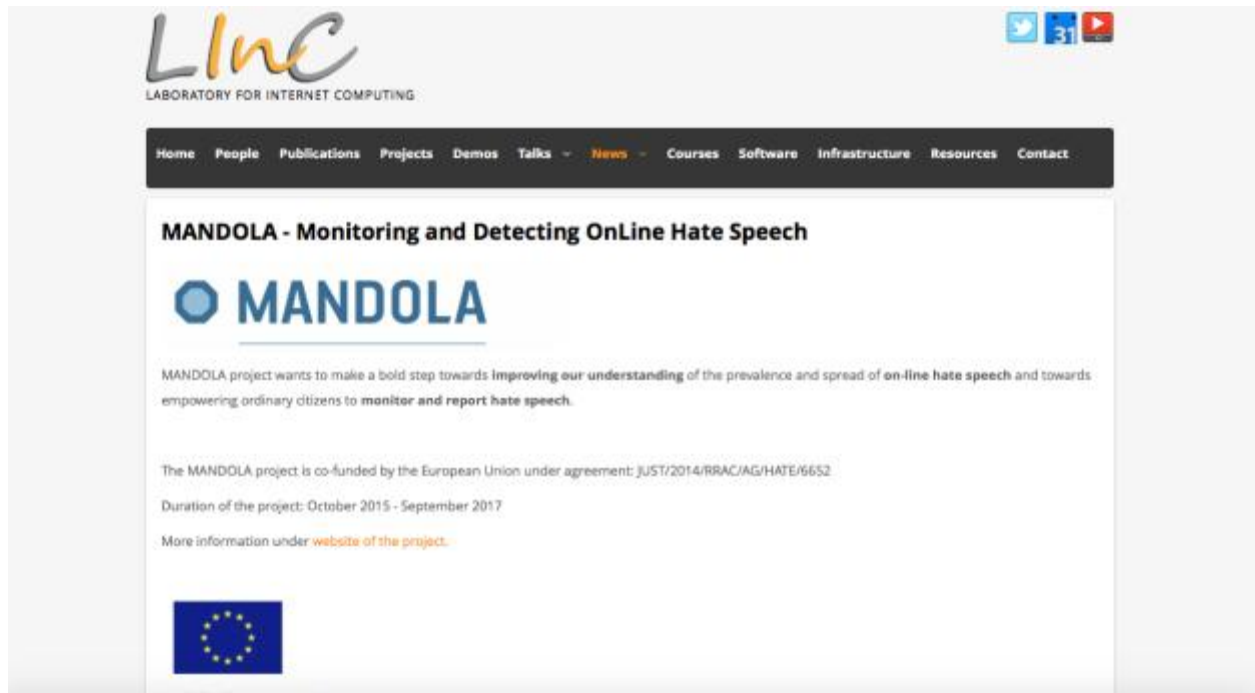 LInC
LABORATORY FOR INTERNET COMPUTING
31
Home People Publications Projects Demos Talks News Courses Software Infrastructure Resources Contact
MANDOLA - Monitoring and Detecting OnLine Hate Speech
MANDOLA
MANDOLA project wants to make a bold step towards improving our understanding of the prevalence and spread of on-line hate speech and towards
empowering ordinary citizens to monitor and report hate speech.
The MANDOLA project is co-funded by the European Union under agreement: JUST/2014/RRAC/AG/HATE/6652
Duration of the project: October 2015 - September 2017
More information under website of the project.